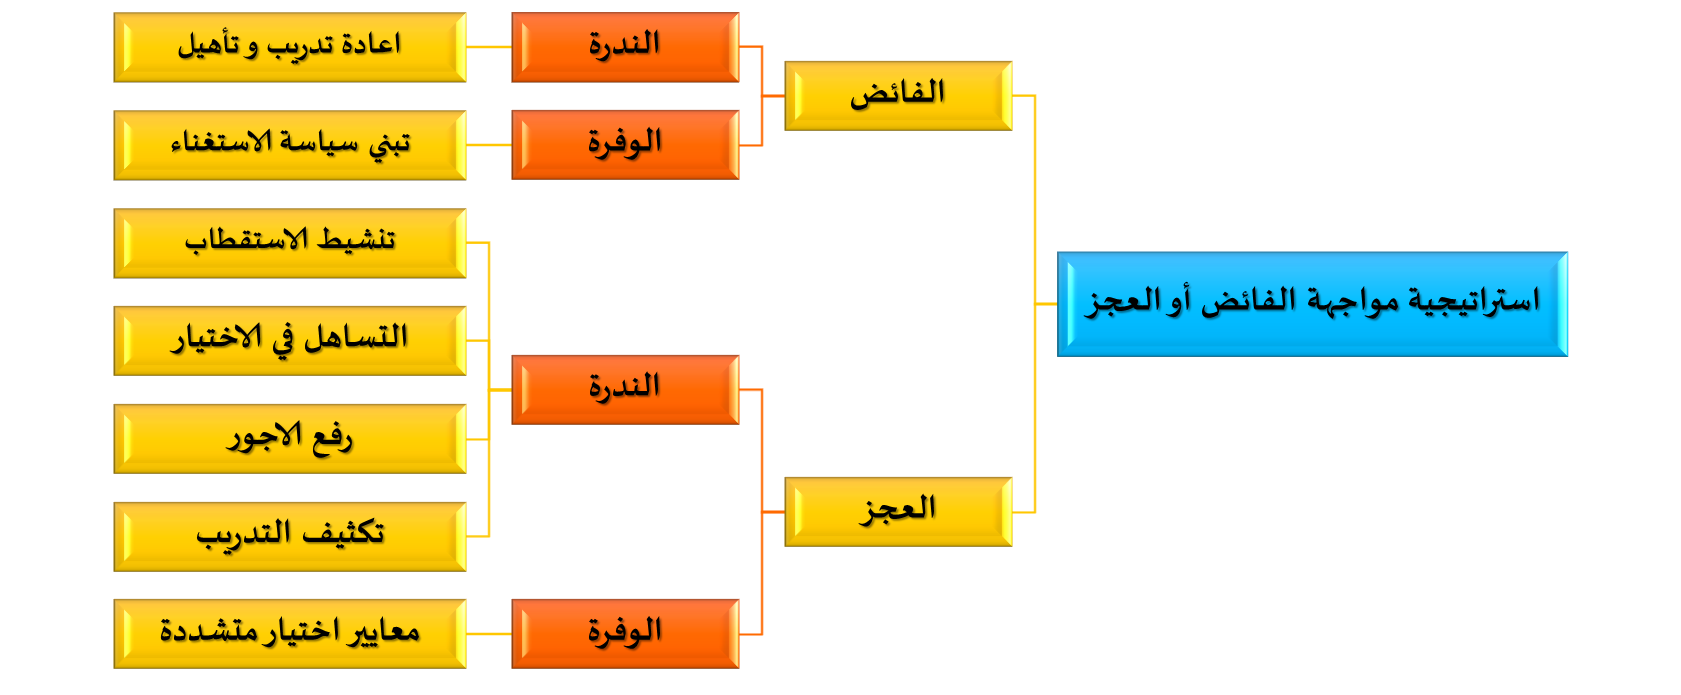 استراتيجية مواجهة الفائض أو العجز
الفائض
الندرة
اعادة تدريب و تأهيل
الوفرة
تبني سياسة الاستغناء
العجز
الندرة
تنشيط الاستقطاب
التساهل في الاختيار
رفع الاجور
تكثيف التدريب
الوفرة
معايير اختيار متشددة